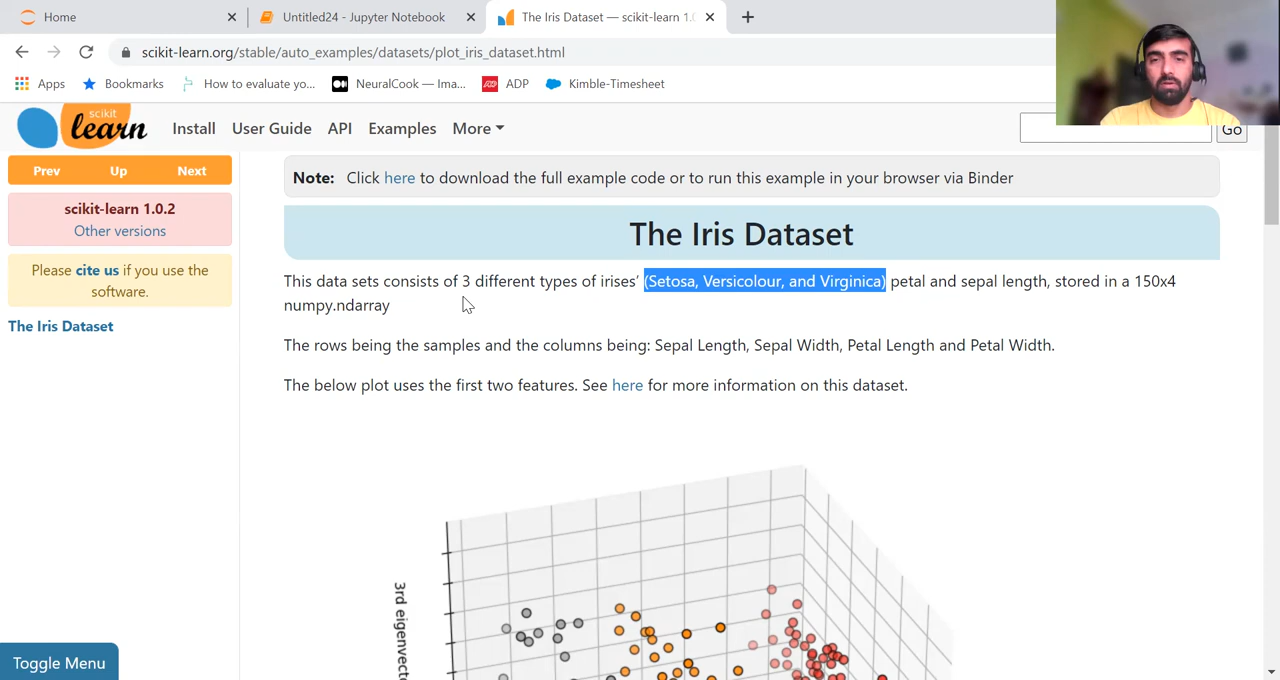 Home
Untitled24 - Jupyter Notebook
The Iris Dataset — scikit-learn 1.0
scikit-learn.org/stable/auto_examples/datasets/plot_iris_dataset.html
Apps
Bookmarks
How to evaluate yo...
NeuralCook — Ima...
ADP
Kimble-Timesheet
scikit
learn
Install
User Guide
API
Examples
More
Go
Prev
Up
Next
scikit-learn 1.0.2
Other versions
Please cite us if you use the
software.
The Iris Dataset
Note: Click here to download the full example code or to run this example in your browser via Binder
The Iris Dataset
This data sets consists of 3 different types of irises’ (Setosa, Versicolour, and Virginica) petal and sepal length, stored in a 150x4
numpy.ndarray
The rows being the samples and the columns being: Sepal Length, Sepal Width, Petal Length and Petal Width.
The below plot uses the first two features. See here for more information on this dataset.
3rd eigenvecto
Toggle Menu